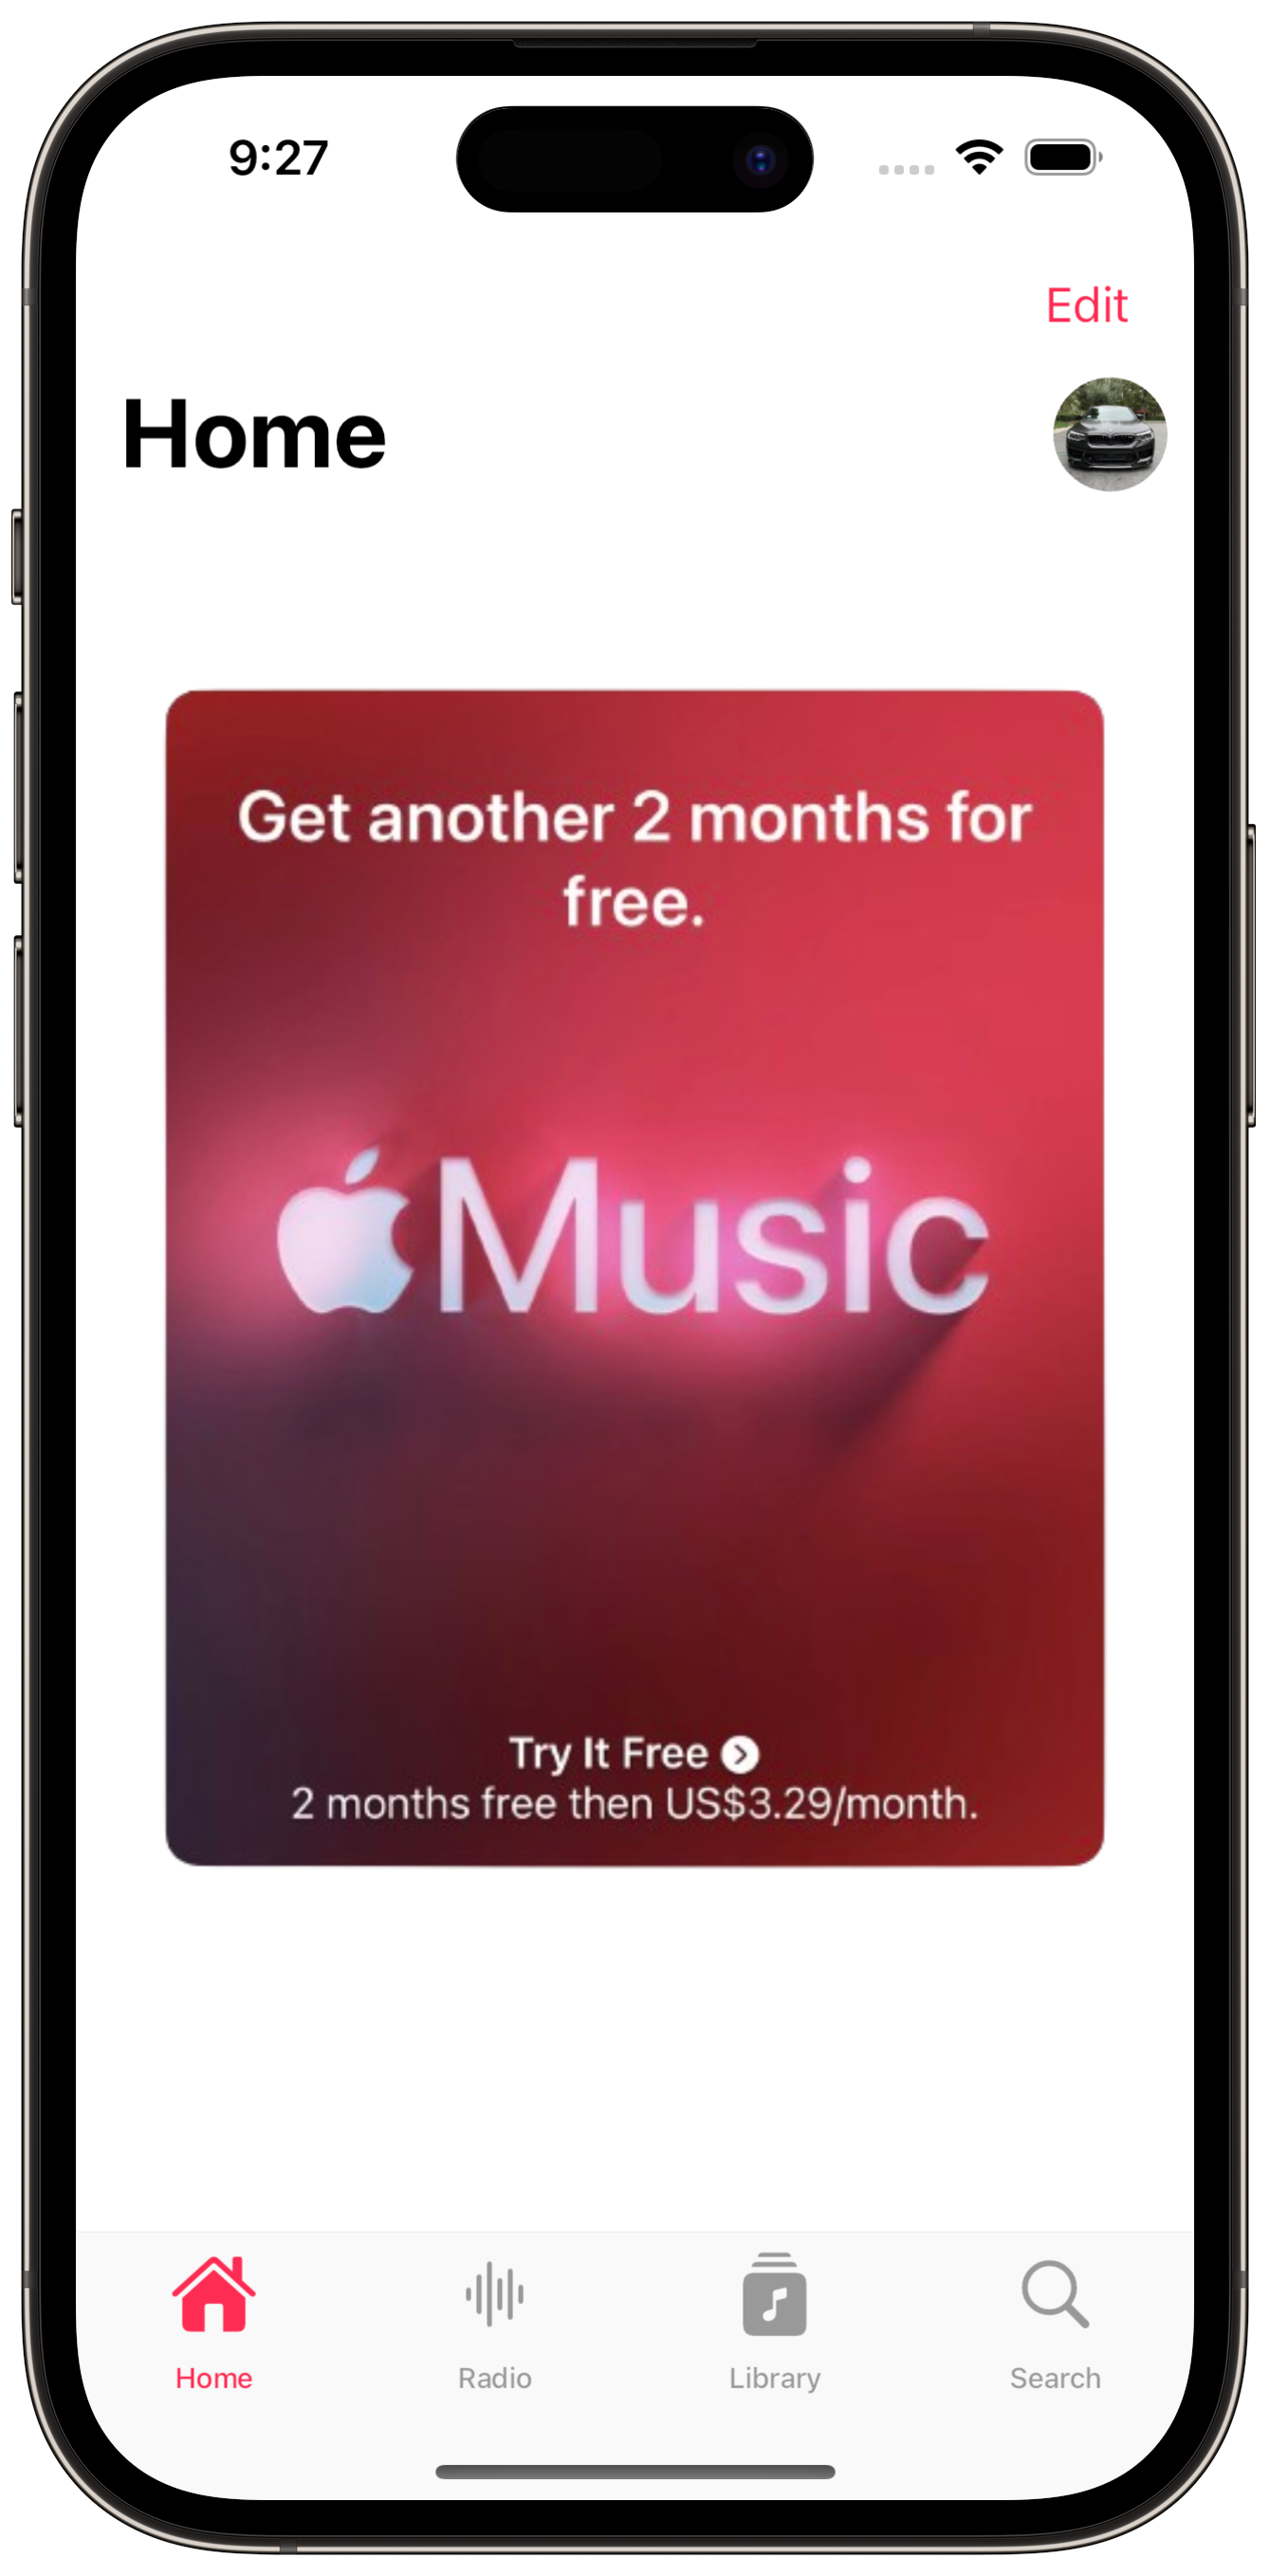 9:27
Edit
Home
Get another 2 months for
free.
Music
Try It Free
2 months free then US$3.29/month.
Home
Radio
Library
Search